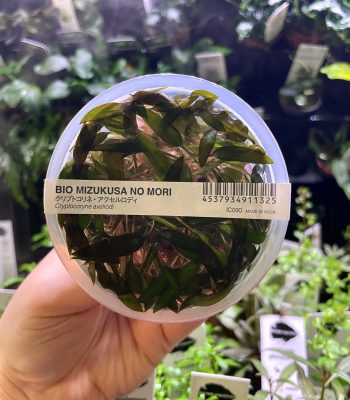 BIO MIZUKUSA NO MORI
クリプトコリネ・アクセルロディ
Cryptocoryne axelrodi
4537934911325
MADE IN INDIA